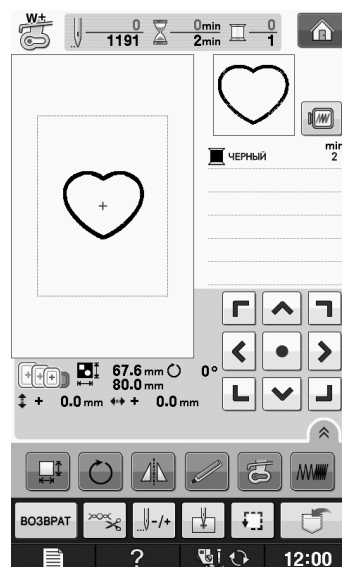 W+
0
1191
0min
2min
0
1
ЧЕРНЫЙ
min
2
67.6 mm 0°
80.0 mm
+ 0.0 mm + 0.0 mm
ВОЗВРАТ
-/+
?
12:00